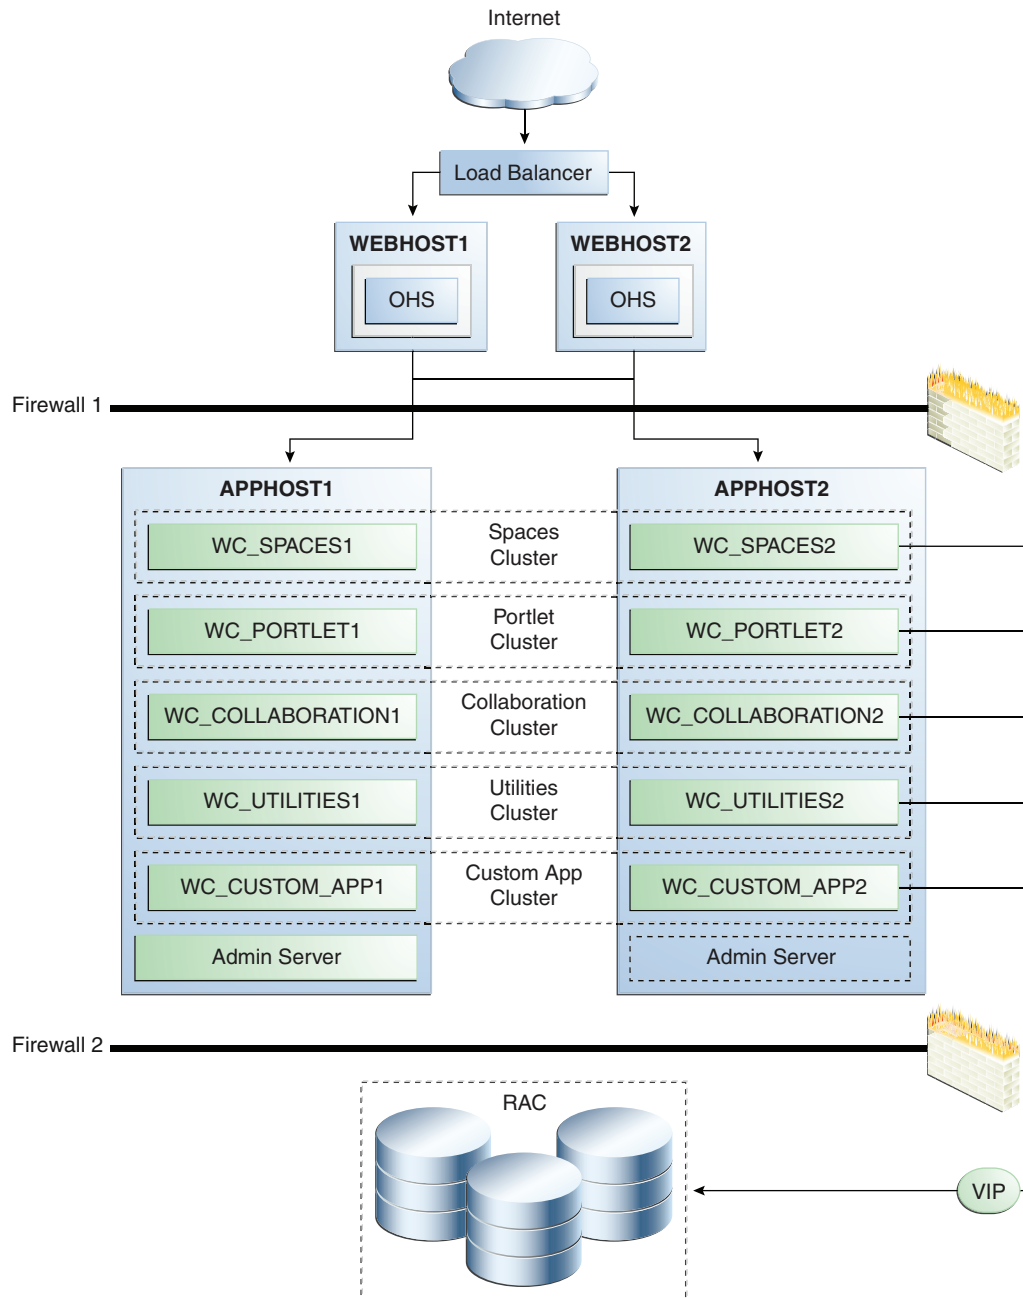 Internet
Load Balancer
WEBHOST1
WEBHOST2
OHS
OHS
Firewall 1
APPHOST1
APPHOST2
WC_SPACES1
Spaces
Cluster
WC_SPACES2
WC_PORTLET1
Portlet
Cluster
WC_PORTLET2
WC_COLLABORATION1
Collaboration
Cluster
WC_COLLABORATION2
WC_UTILITIES1
Utilities
Cluster
WC_UTILITIES2
WC_CUSTOM_APP1
Custom App
Cluster
WC_CUSTOM_APP2
Admin Server
Admin Server
Firewall 2
RAC
VIP